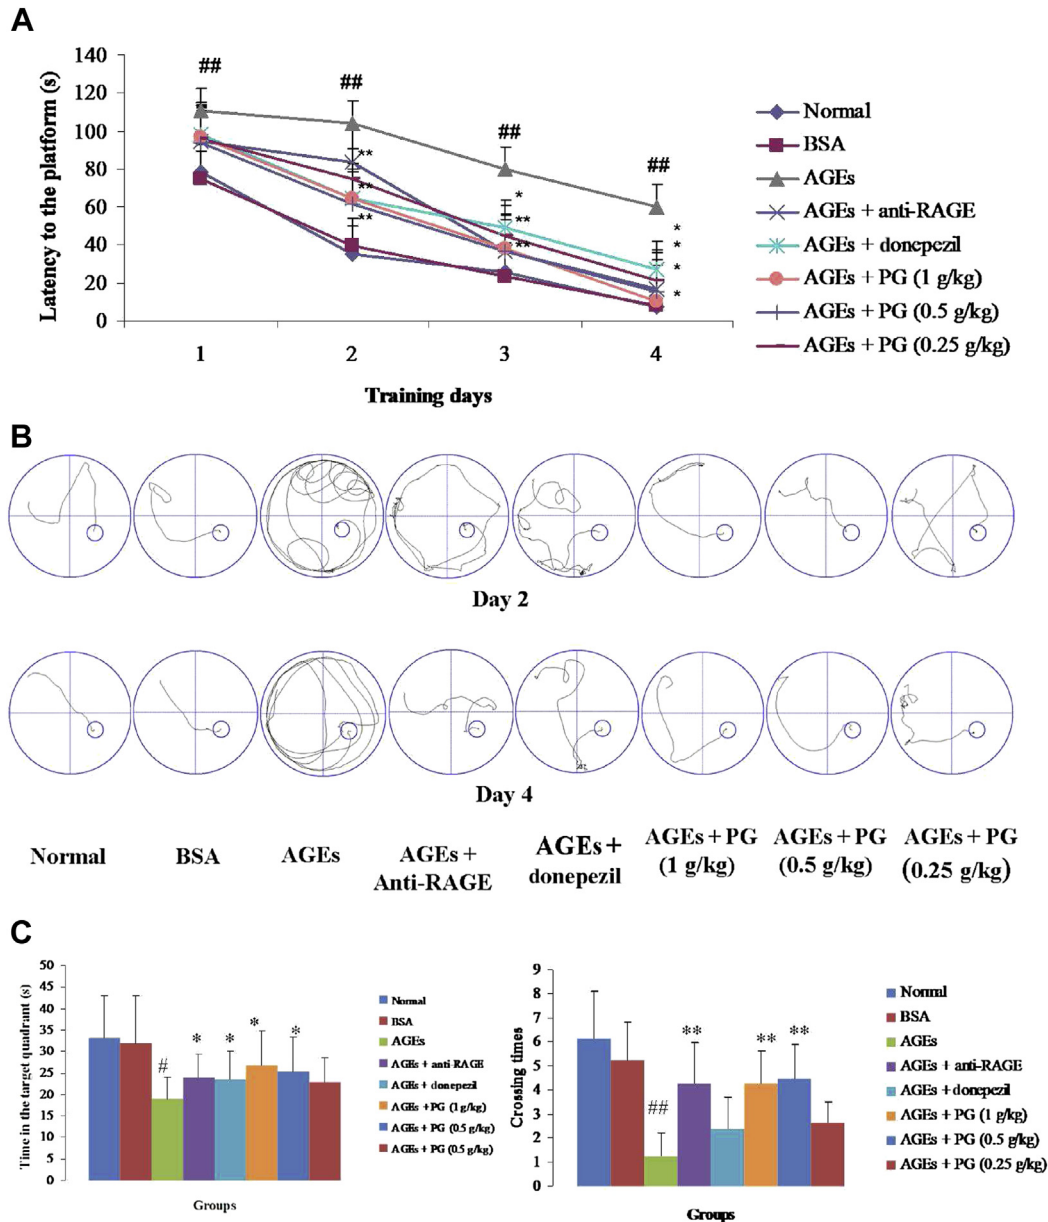 A
140
120
100
80
60
40
20
0
Latency to the platform (s)
##
##
##
##
**
**
**
*
**
**
*
*
*
*
1 2 3 4
Training days
Normal
BSA
AGEs
AGEs + anti-RAGE
AGEs + donepezil
AGEs + PG (1 g/kg)
AGEs + PG (0.5 g/kg)
AGEs + PG (0.25 g/kg)
B
Day 2
Day 4
Normal
BSA
AGEs
AGEs +
Anti-RAGE
AGEs +
donepezil
AGEs + PG
(1 g/kg)
AGEs + PG
(0.5 g/kg)
AGEs + PG
(0.25 g/kg)
C
50
45
40
35
30
25
20
15
10
5
0
Time in the target quadrant (s)
#
*
*
*
*
Groups
Normal
BSA
AGEs
AGEs + anti-RAGE
AGEs + donepezil
AGEs + PG (1 g/kg)
AGEs + PG (0.5 g/kg)
AGEs + PG (0.5 g/kg)
9
8
7
6
5
4
3
2
1
0
Crossing times
##
**
**
**
Groups
Normal
BSA
AGEs
AGEs + anti-RAGE
AGEs + donepezil
AGEs + PG (1 g/kg)
AGEs + PG (0.5 g/kg)
AGEs + PG (0.25 g/kg)